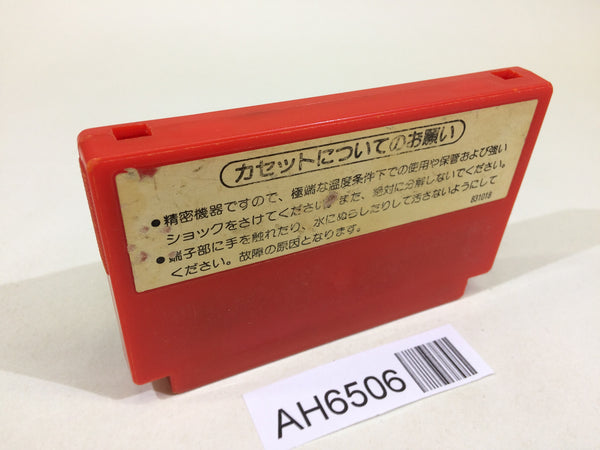 カセットについてのお願い
●精密機器ですので、極端な温度条件下での使用や保管および強い
ショックをさけてください。また、絶対に分解しないでください。
●端子部に手を触れたり、水にぬらしたりして汚さないようにして
ください。故障の原因となります。
831018
AH6506